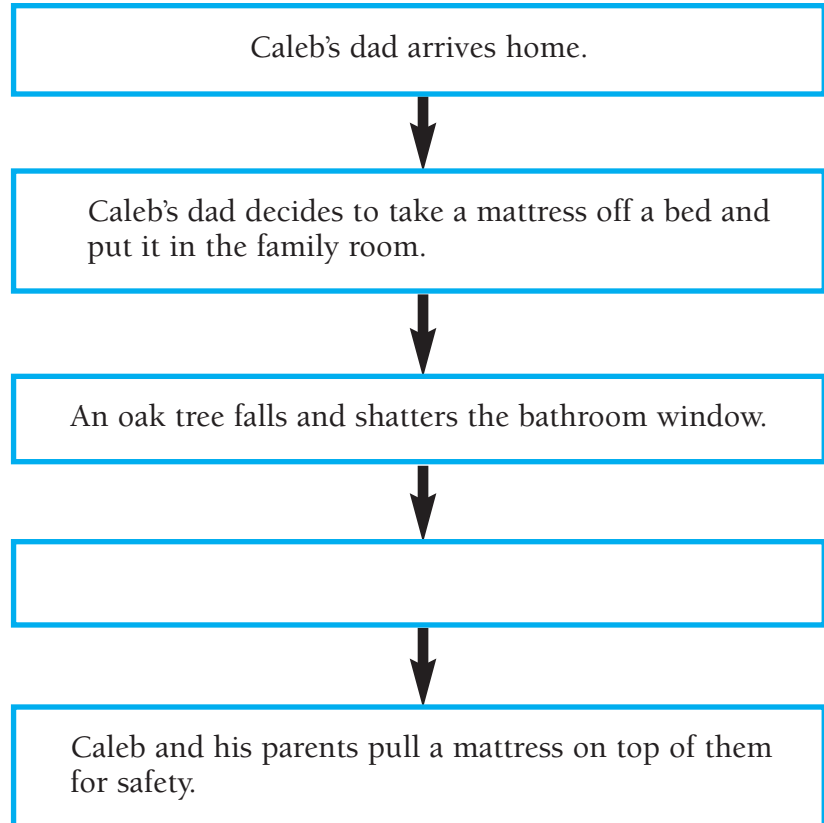 Caleb’s dad arrives home.
Caleb’s dad decides to take a mattress off a bed and
put it in the family room.
An oak tree falls and shatters the bathroom window.
Caleb and his parents pull a mattress on top of them
for safety.